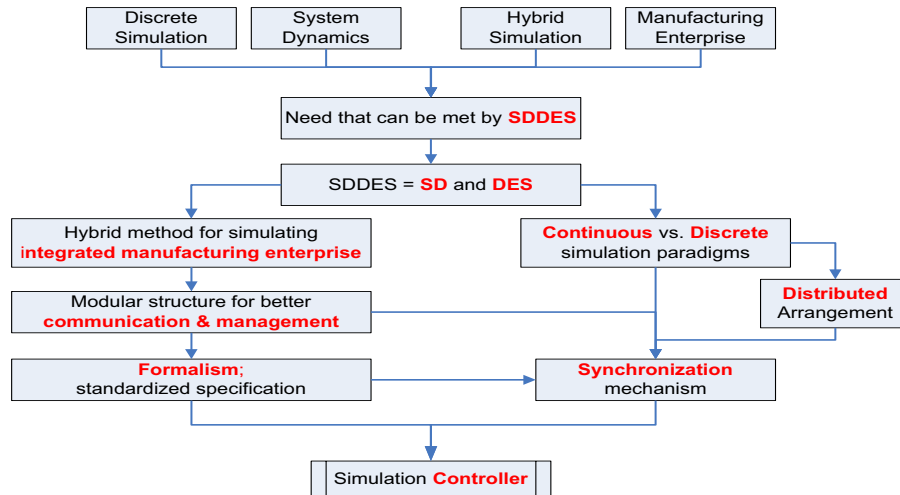 Discrete
Simulation
System
Dynamics
Hybrid
Simulation
Manufacturing
Enterprise
Need that can be met by SDDES
SDDES = SD and DES
Hybrid method for simulating
integrated manufacturing enterprise
Continuous vs. Discrete
simulation paradigms
Modular structure for better
communication & management
Distributed
Arrangement
Formalism;
standardized specification
Synchronization
mechanism
Simulation Controller